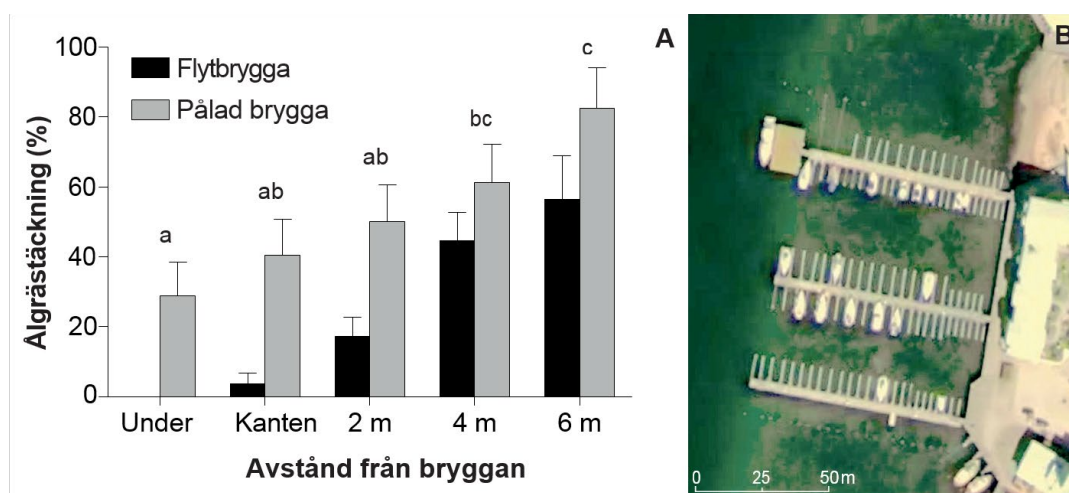 A
B
100
80
60
40
20
0
Ålgrästäckning (%)
Flytbrygga
Pålad brygga
a
ab
ab
bc
c
Under
Kanten
2 m
4 m
6 m
Avstånd från bryggan
0
25
50 m